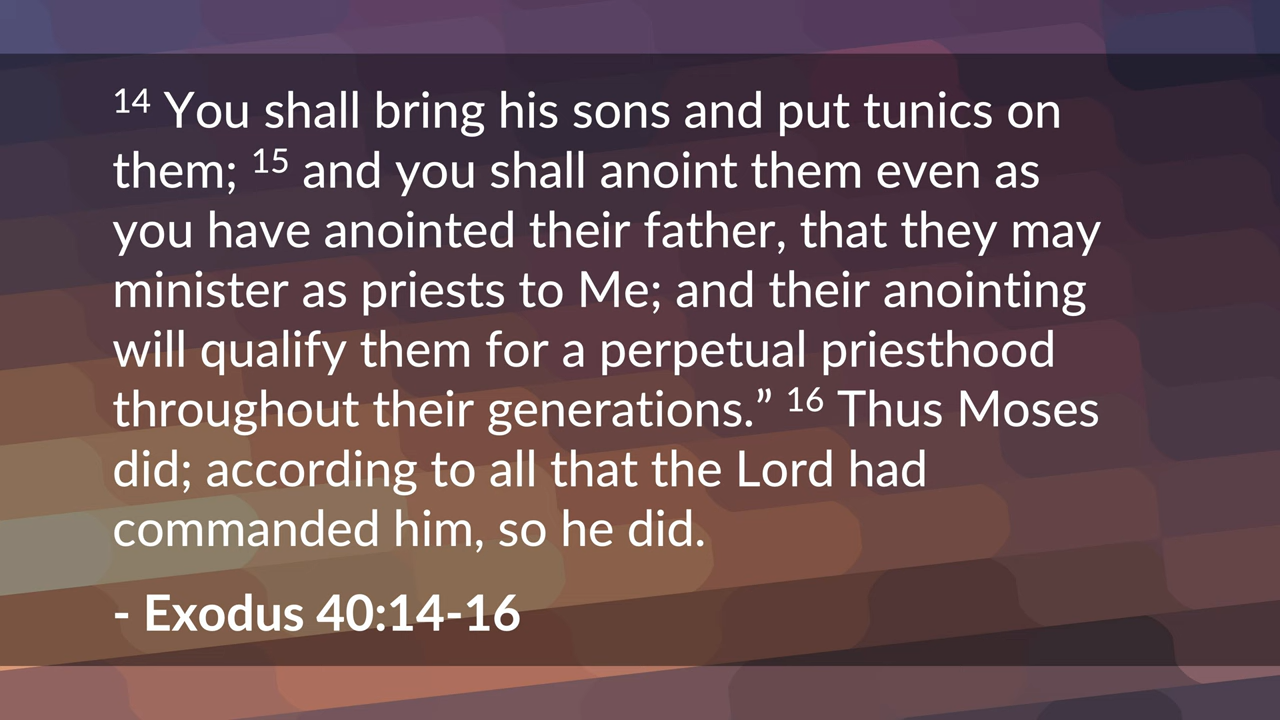 14 You shall bring his sons and put tunics on
them; 15 and you shall anoint them even as
you have anointed their father, that they may
minister as priests to Me; and their anointing
will qualify them for a perpetual priesthood
throughout their generations.” 16 Thus Moses
did; according to all that the Lord had
commanded him, so he did.
- Exodus 40:14-16